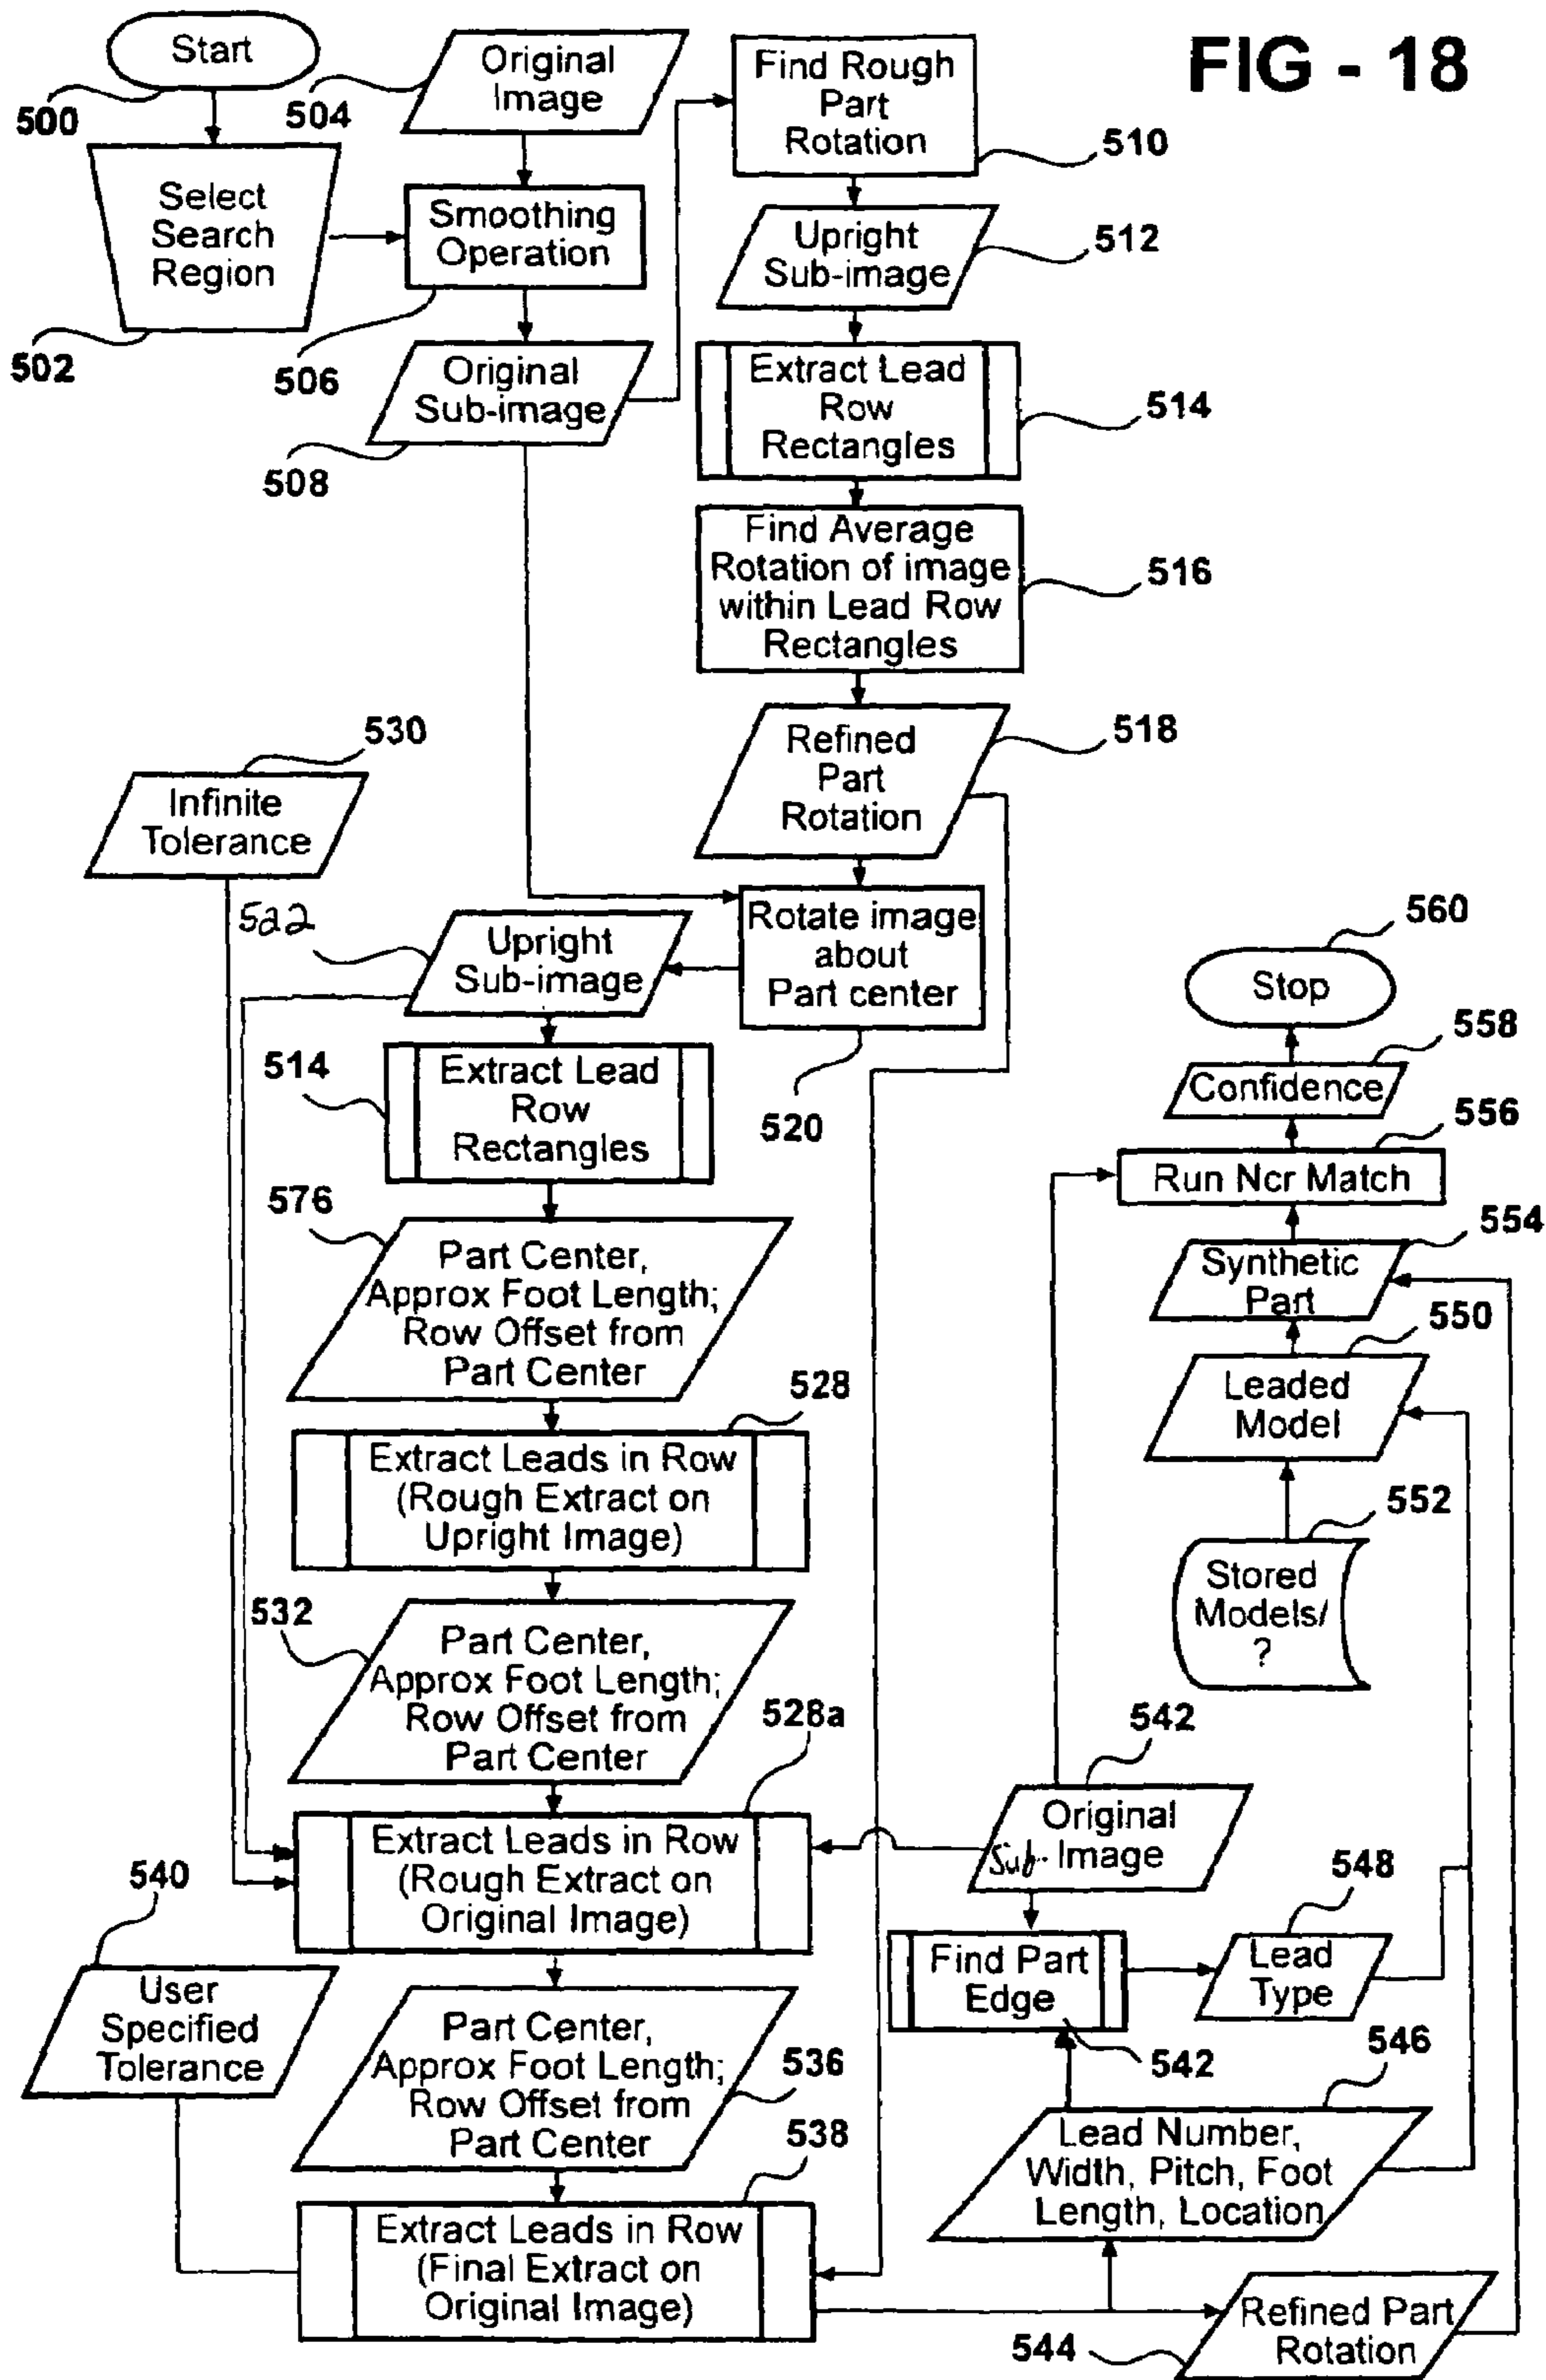 FIG - 18
Start
500
Select
Search
Region
502
504
Original
Image
Smoothing
Operation
506
Original
Sub-image
508
Find Rough
Part
Rotation
510
Upright
Sub-image
512
Extract Lead
Row
Rectangles
514
Find Average
Rotation of image
within Lead Row
Rectangles
516
Refined
Part
Rotation
518
Rotate image
about
Part center
520
530
Infinite
Tolerance
522
Upright
Sub-image
514
Extract Lead
Row
Rectangles
576
Part Center,
Approx Foot Length;
Row Offset from
Part Center
528
Extract Leads in Row
(Rough Extract on
Upright Image)
532
Part Center,
Approx Foot Length;
Row Offset from
Part Center
528a
Extract Leads in Row
(Rough Extract on
Original Image)
540
User
Specified
Tolerance
Part Center,
Approx Foot Length;
Row Offset from
Part Center
536
538
Extract Leads in Row
(Final Extract on
Original Image)
560
Stop
558
Confidence
556
Run Ncr Match
554
Synthetic
Part
550
Leaded
Model
552
Stored
Models/
?
542
Original
Sub- Image
Find Part
Edge
542
548
Lead
Type
546
Lead Number,
Width, Pitch, Foot
Length, Location
544
Refined Part
Rotation